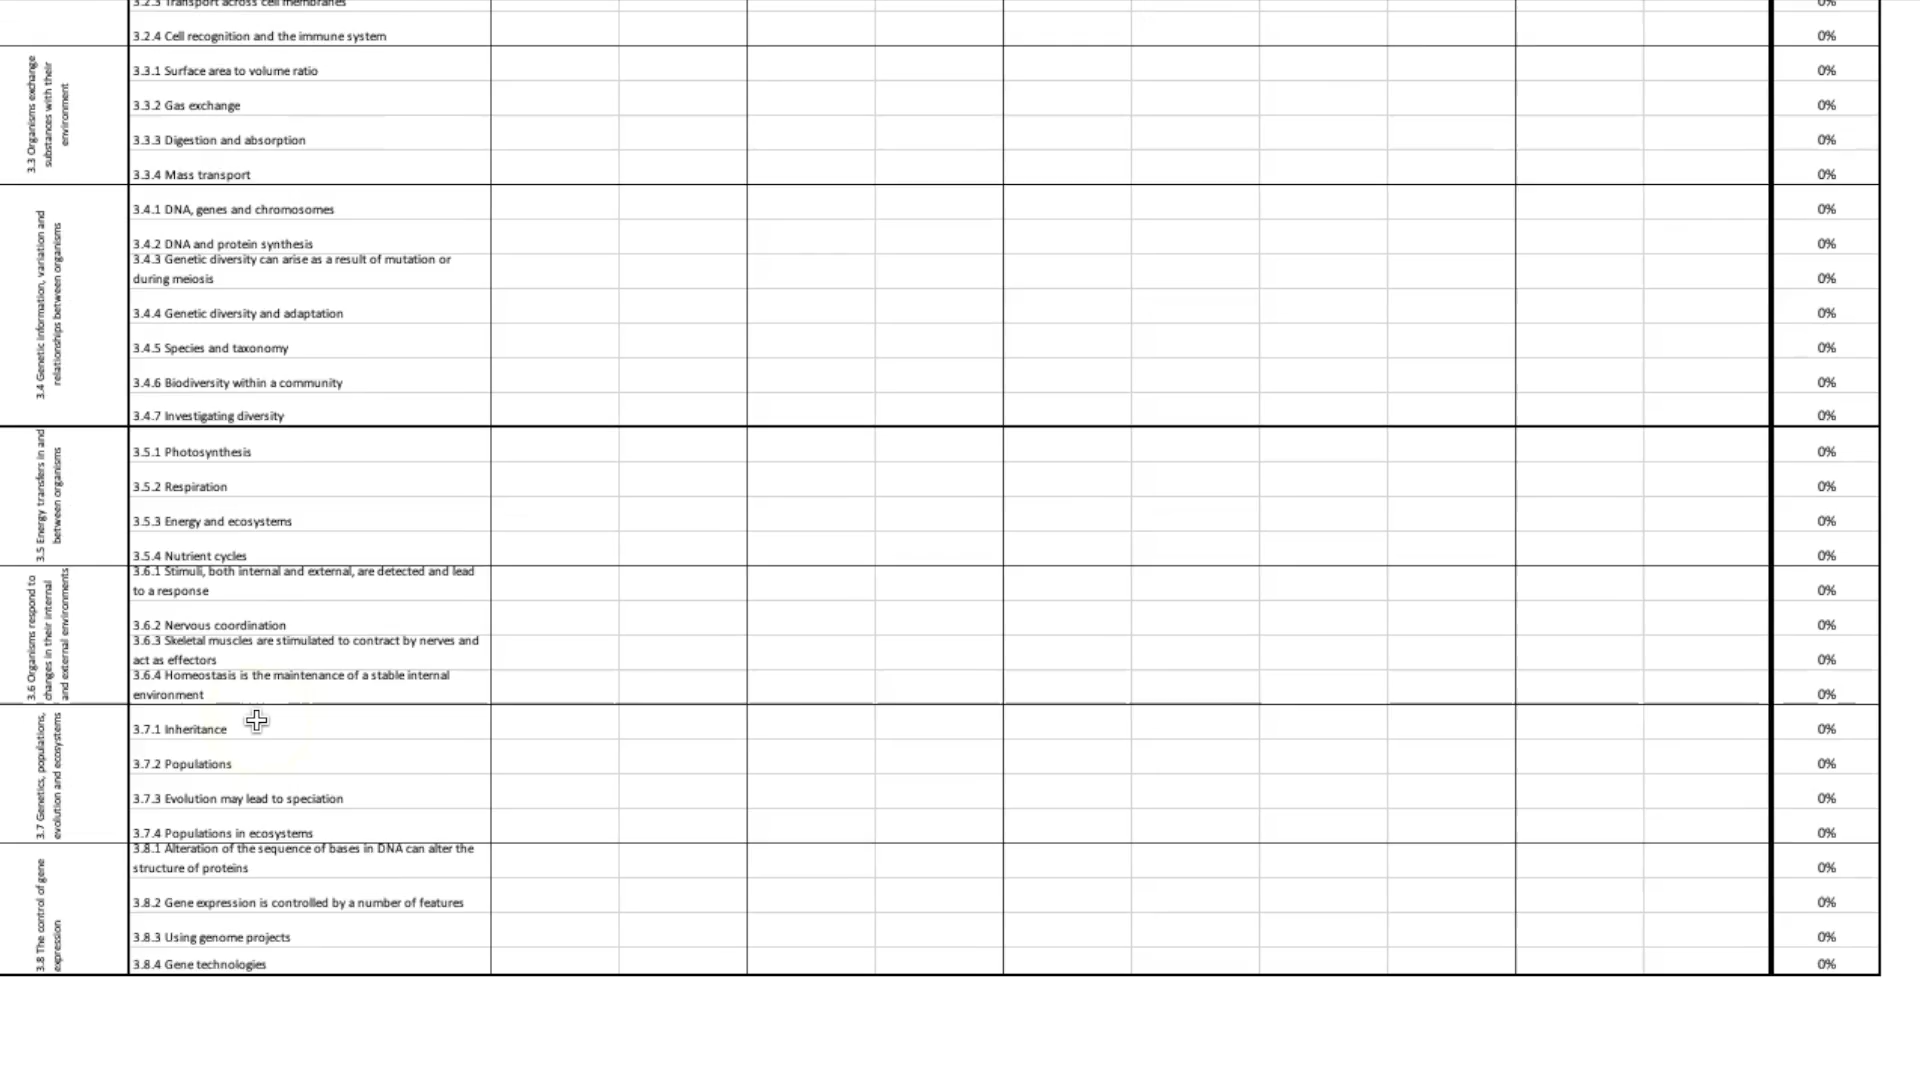 3.2.3 Transport across cell membranes
0%
3.2.4 Cell recognition and the immune system
0%
3.3 Organisms exchange
substances with their
environment
3.3.1 Surface area to volume ratio
0%
3.3.2 Gas exchange
0%
3.3.3 Digestion and absorption
0%
3.3.4 Mass transport
0%
3.4 Genetic information, variation and
relationships between organisms
3.4.1 DNA, genes and chromosomes
0%
3.4.2 DNA and protein synthesis
0%
3.4.3 Genetic diversity can arise as a result of mutation or
during meiosis
0%
3.4.4 Genetic diversity and adaptation
0%
3.4.5 Species and taxonomy
0%
3.4.6 Biodiversity within a community
0%
3.4.7 Investigating diversity
0%
3.5 Energy transfers in and
between organisms
3.5.1 Photosynthesis
0%
3.5.2 Respiration
0%
3.5.3 Energy and ecosystems
0%
3.5.4 Nutrient cycles
0%
3.6 Organisms respond to
changes in their internal
and external environments
3.6.1 Stimuli, both internal and external, are detected and lead
to a response
0%
3.6.2 Nervous coordination
0%
3.6.3 Skeletal muscles are stimulated to contract by nerves and
act as effectors
0%
3.6.4 Homeostasis is the maintenance of a stable internal
environment
0%
3.7 Genetics, populations,
evolution and ecosystems
3.7.1 Inheritance
0%
3.7.2 Populations
0%
3.7.3 Evolution may lead to speciation
0%
3.7.4 Populations in ecosystems
0%
3.8 The control of gene
expression
3.8.1 Alteration of the sequence of bases in DNA can alter the
structure of proteins
0%
3.8.2 Gene expression is controlled by a number of features
0%
3.8.3 Using genome projects
0%
3.8.4 Gene technologies
0%